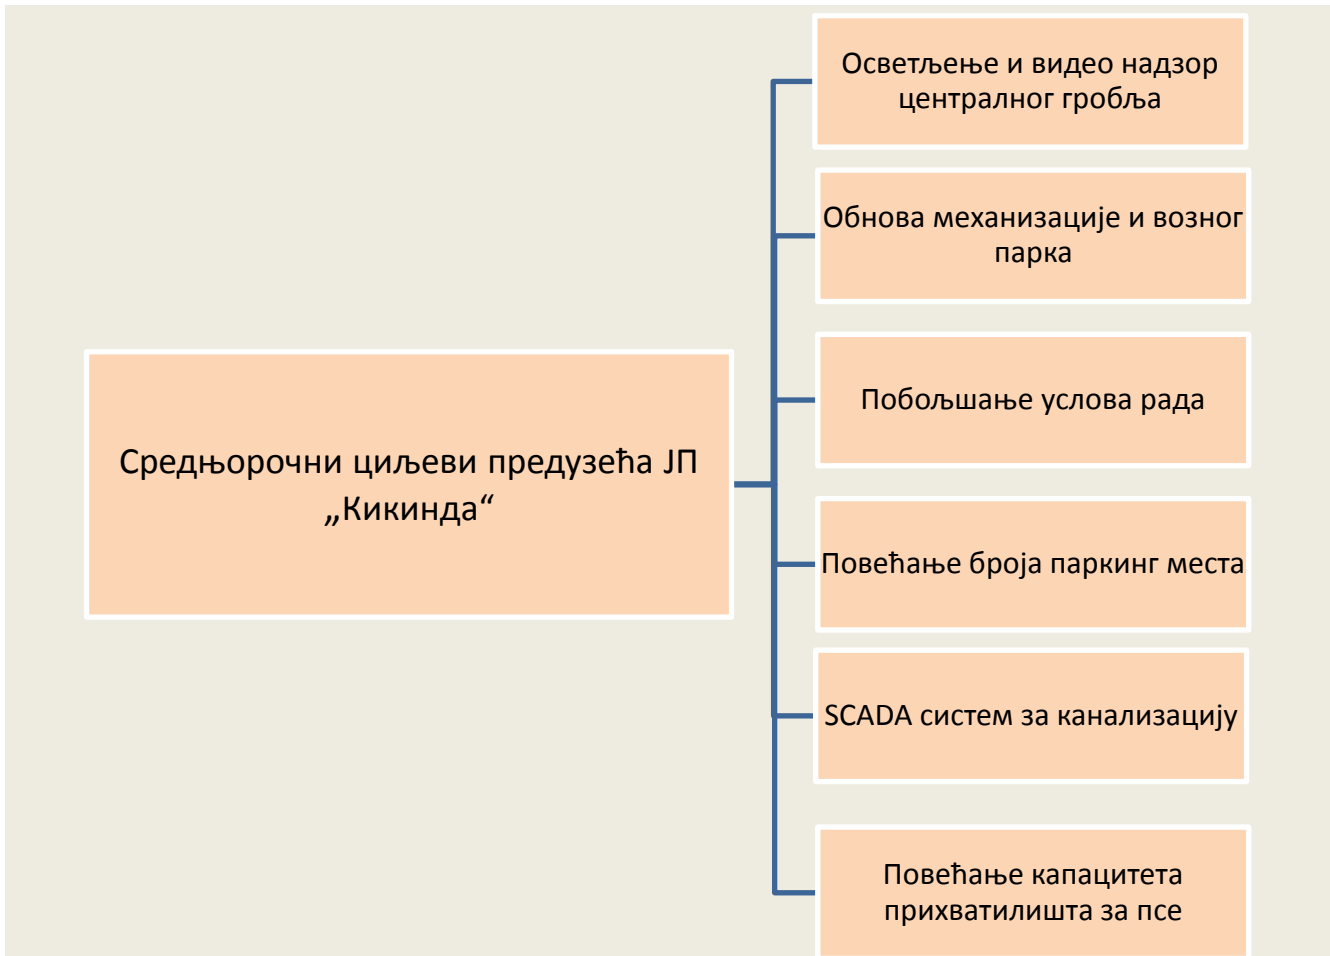 Средњорочни циљеви предузећа ЈП
„Кикинда“
Осветљење и видео надзор
централног гробља
Обнова механизације и возног
парка
Побољшање услова рада
Повећање броја паркинг места
SCADA систем за канализацију
Повећање капацитета
прихватилишта за псе